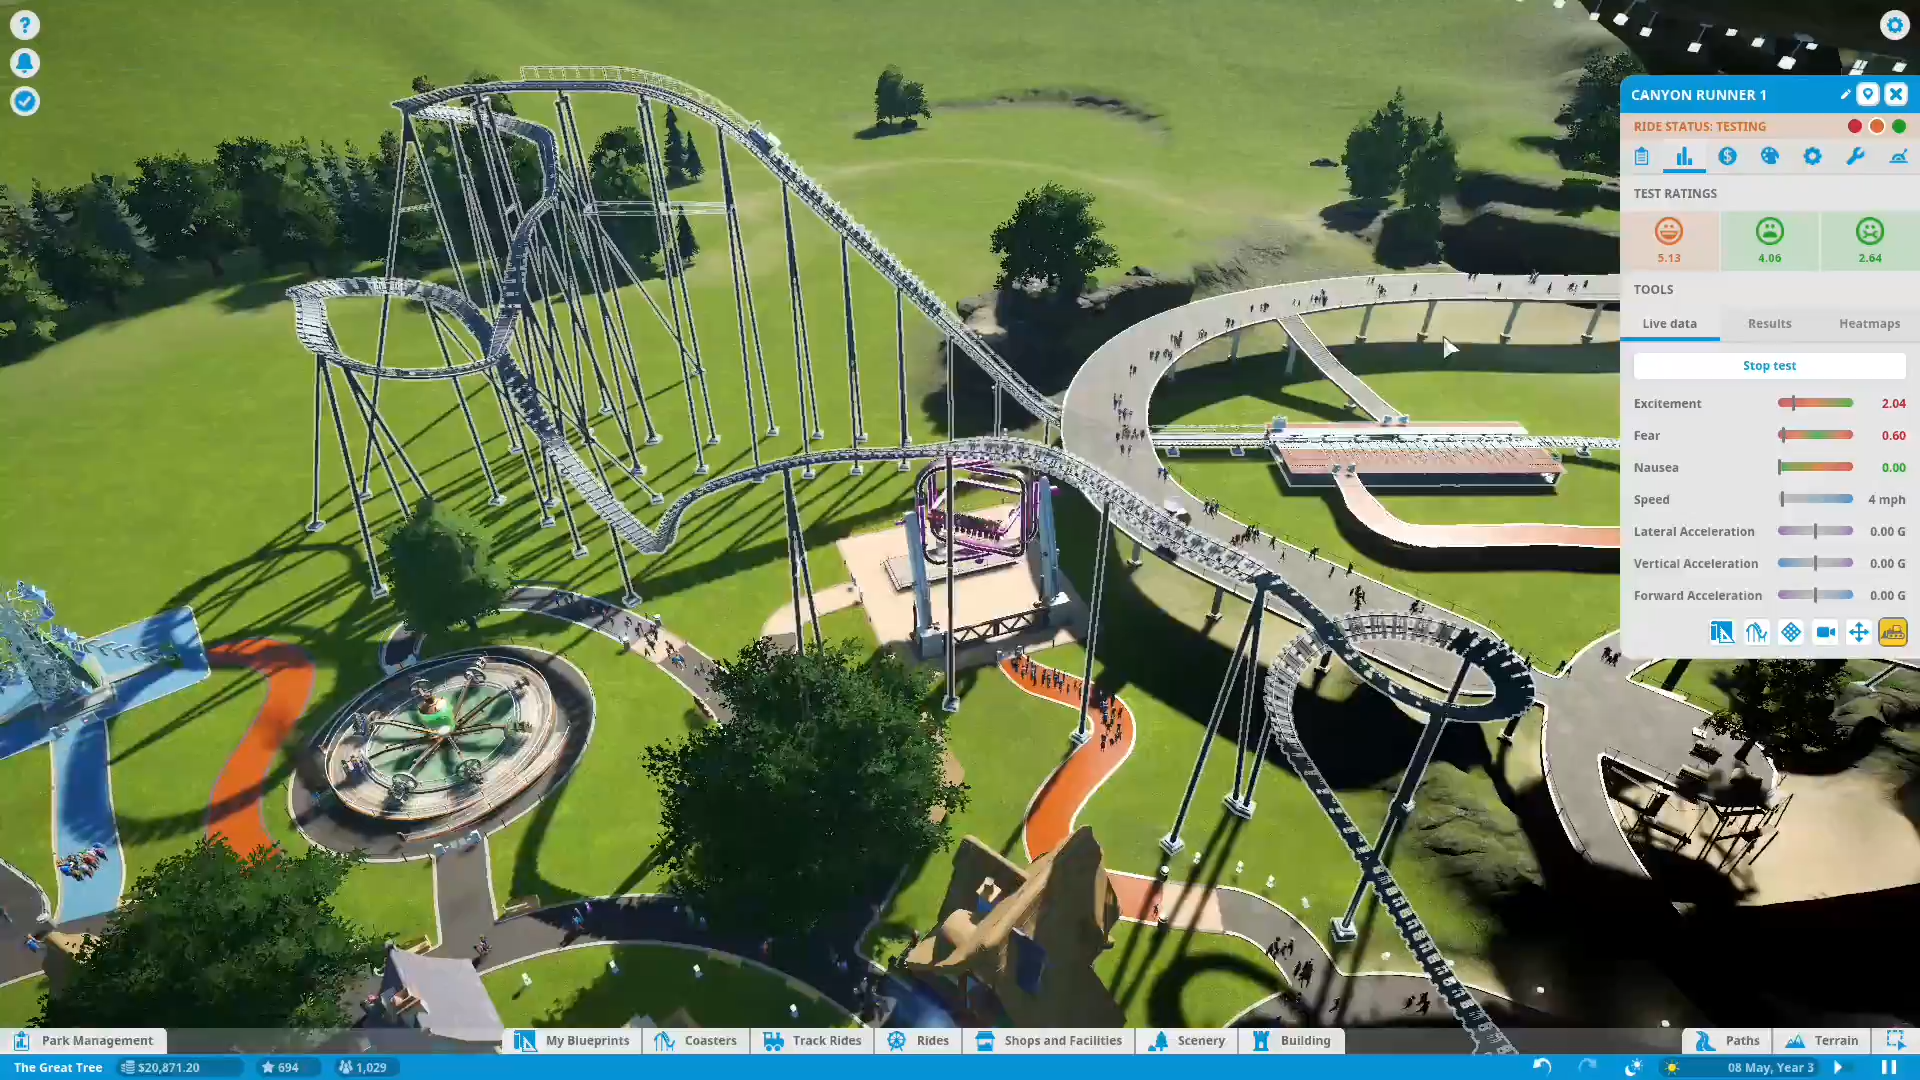 CANYON RUNNER 1
RIDE STATUS: TESTING
TEST RATINGS
5.13 4.06 2.64
TOOLS
Live data Results Heatmaps
Stop test
Excitement 2.04
Fear 0.60
Nausea 0.00
Speed 4 mph
Lateral Acceleration 0.00 G
Vertical Acceleration 0.00 G
Forward Acceleration 0.00 G
Park Management My Blueprints Coasters Track Rides Rides Shops and Facilities Scenery Building Paths Terrain
The Great Tree $20,871.20 694 1,029 08 May, Year 3